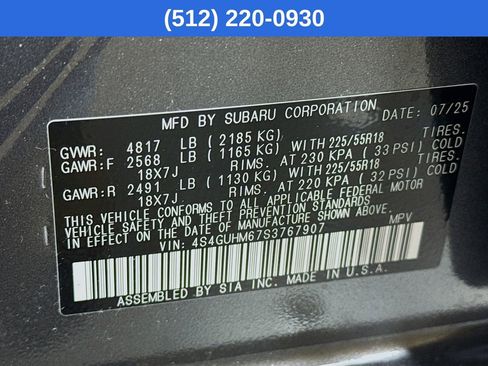 (512) 220-0930
MFD BY SUBARU CORPORATION DATE: 07/25
GVWR: 4817 LB (2185 KG)
GAWR:F 2568 LB (1165 KG) WITH 225/55R18 TIRES.
18X7J RIMS. AT 230 KPA (33 PSI) COLD
GAWR:R 2491 LB (1130 KG) WITH 225/55R18 TIRES.
18X7J RIMS. AT 220 KPA (32 PSI) COLD
THIS VEHICLE CONFORMS TO ALL APPLICABLE FEDERAL MOTOR
VEHICLE SAFETY, BUMPER, AND THEFT PREVENTION STANDARDS
IN EFFECT ON THE DATE OF MANUFACTURE SHOWN ABOVE.
VIN: 4S4GUHM67S3767907 MPV
ASSEMBLED BY SIA INC. MADE IN U.S.A.